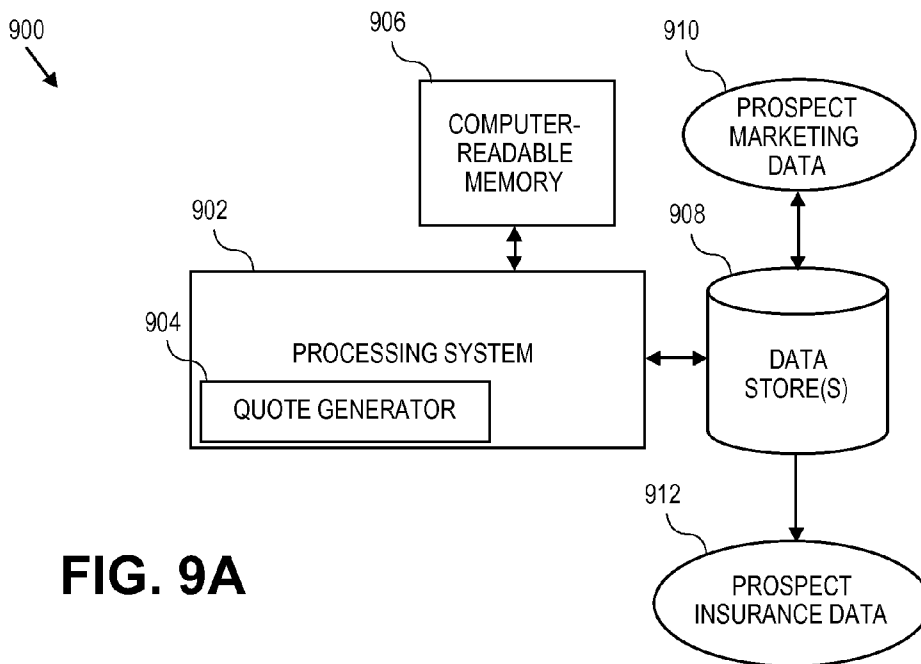 900
906
COMPUTER-
READABLE
MEMORY
910
PROSPECT
MARKETING
DATA
902
908
904
PROCESSING SYSTEM
QUOTE GENERATOR
DATA
STORE(S)
912
PROSPECT
INSURANCE DATA
FIG. 9A